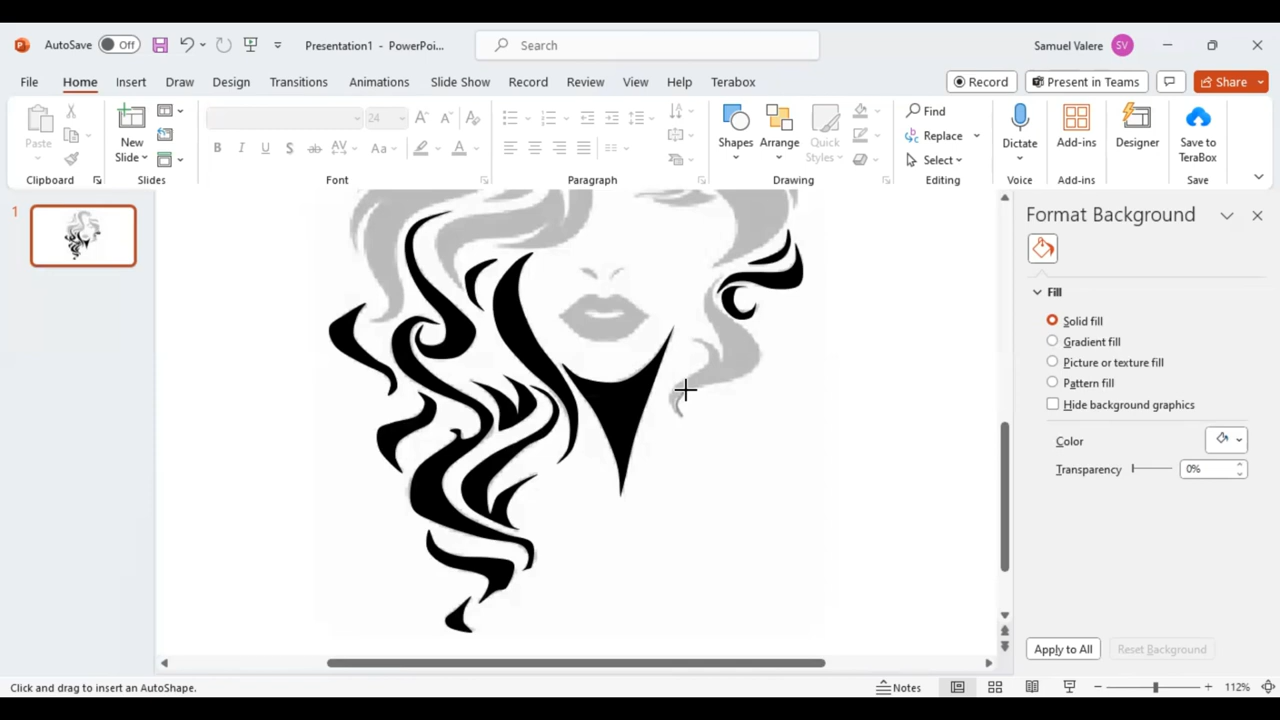 AutoSave Off Presentation1 - PowerPoi... Search Samuel Valere SV
File Home Insert Draw Design Transitions Animations Slide Show Record Review View Help Terabox Record Present in Teams Share
Paste New Slide 24 Shapes Arrange Quick Styles Find Replace Select Dictate Add-ins Designer Save to TeraBox
Clipboard Slides Font Paragraph Drawing Editing Voice Add-ins Save
1
Format Background
Fill
Solid fill
Gradient fill
Picture or texture fill
Pattern fill
Hide background graphics
Color
Transparency 0%
Apply to All Reset Background
Click and drag to insert an AutoShape. Notes 112%